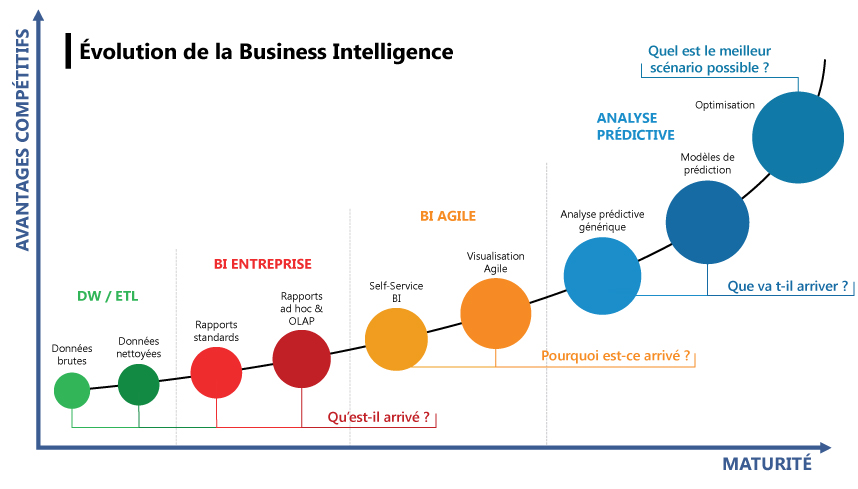 Évolution de la Business Intelligence
AVANTAGES COMPÉTITIFS
Quel est le meilleur
scénario possible ?
Optimisation
ANALYSE
PRÉDICTIVE
Modèles de
prédiction
BI AGILE
Analyse prédictive
générique
Visualisation
Agile
BI ENTREPRISE
Self-Service
BI
Que va t-il arriver ?
DW / ETL
Rapports
ad hoc &
OLAP
Rapports
standards
Données
nettoyées
Données
brutes
Pourquoi est-ce arrivé ?
Qu’est-il arrivé ?
MATURITÉ